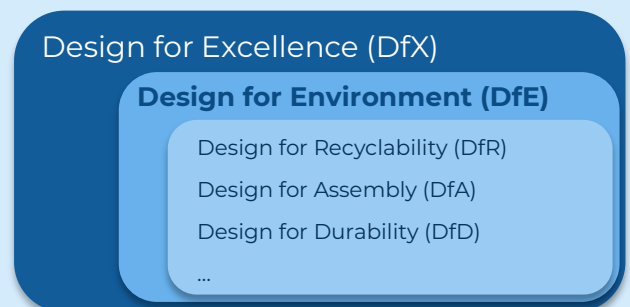 Design for Excellence (DfX)
Design for Environment (DfE)
Design for Recyclability (DfR)
Design for Assembly (DfA)
Design for Durability (DfD)
...